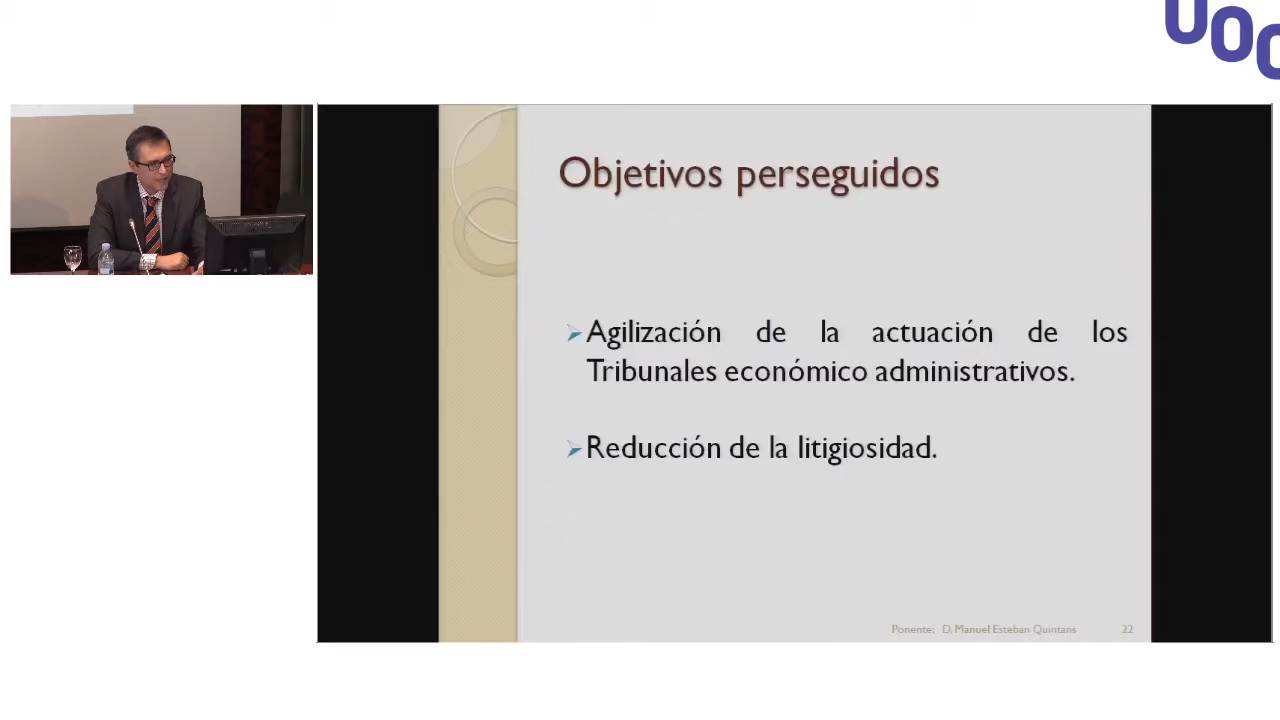 UOC
Objetivos perseguidos
Agilización de la actuación de los
Tribunales económico administrativos.
Reducción de la litigiosidad.
Ponente: D. Manuel Esteban Quintans 22